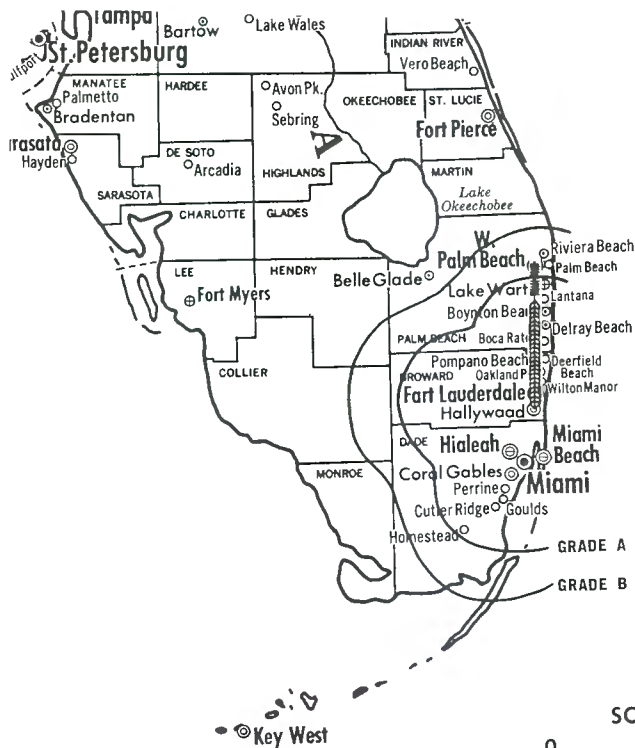 Tampa
Bartow
Lake Wales
St. Petersburg
INDIAN RIVER
Vero Beach
MANATEE
HARDEE
Avon Pk.
OKEECHOBEE
ST. LUCIE
Palmetto
Sebring
Bradentan
Fort Pierce
A
DE SOTO
Hayden
Arcadia
HIGHLANDS
MARTIN
SARASOTA
Lake
Okeechobee
CHARLOTTE
GLADES
W.
Riviera Beach
LEE
HENDRY
Palm Beach
Palm Beach
Belle Glade
Fort Myers
Lake Wart
Lantana
Boynton Bea
Delray Beach
PALM BEACH
Boca Rat
Pompano Beach
Deerfield
Beach
COLLIER
BROWARD
Oakland P
Wilton Manor
Fart Lauderdale
Hallywaad
DADE
Hialeah
Miami
Beach
MONROE
Coral Gables
Miami
Perrine
Cutler Ridge
Goulds
Homestead
GRADE A
GRADE B
SC
Key West
0